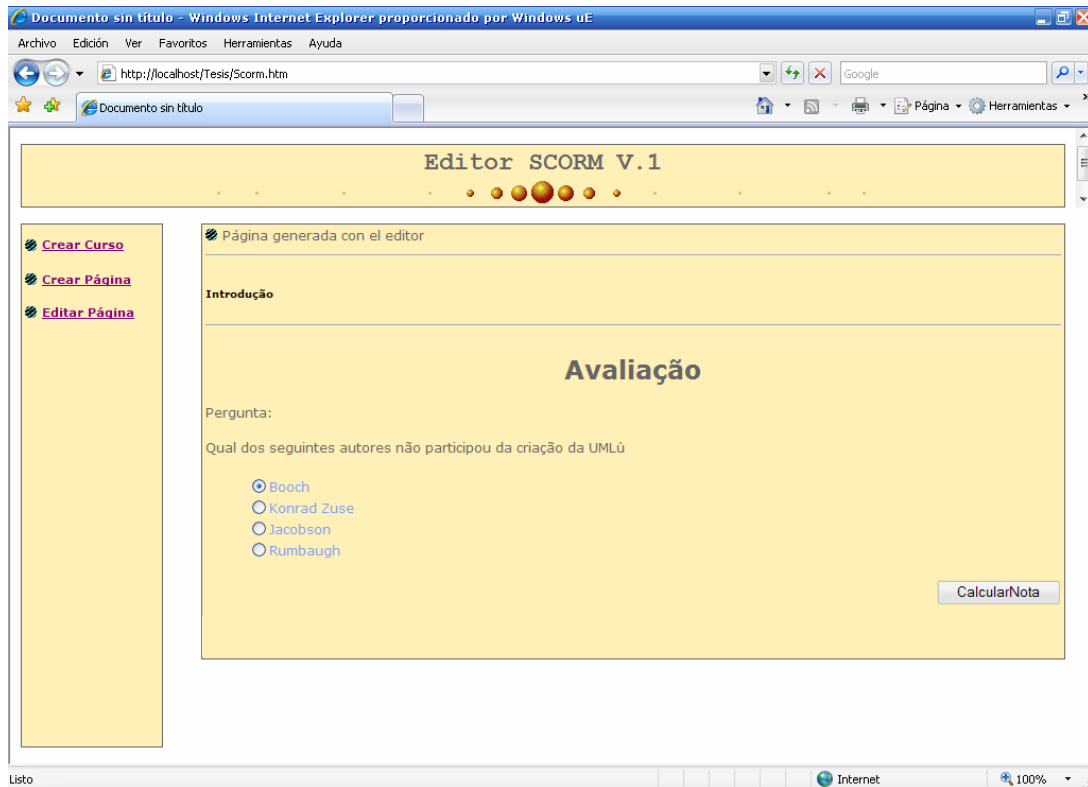 Documento sin título - Windows Internet Explorer proporcionado por Windows uE
Archivo Edición Ver Favoritos Herramientas Ayuda
http://localhost/Tesis/Scorm.htm Google
Documento sin título Página Herramientas
Editor SCORM V.1
Crear Curso
Crear Página
Editar Página
Página generada con el editor
Introdução
Avaliação
Pergunta:
Qual dos seguintes autores não participou da criação da UMLù
Booch
Konrad Zuse
Jacobson
Rumbaugh
CalcularNota
Listo Internet 100%